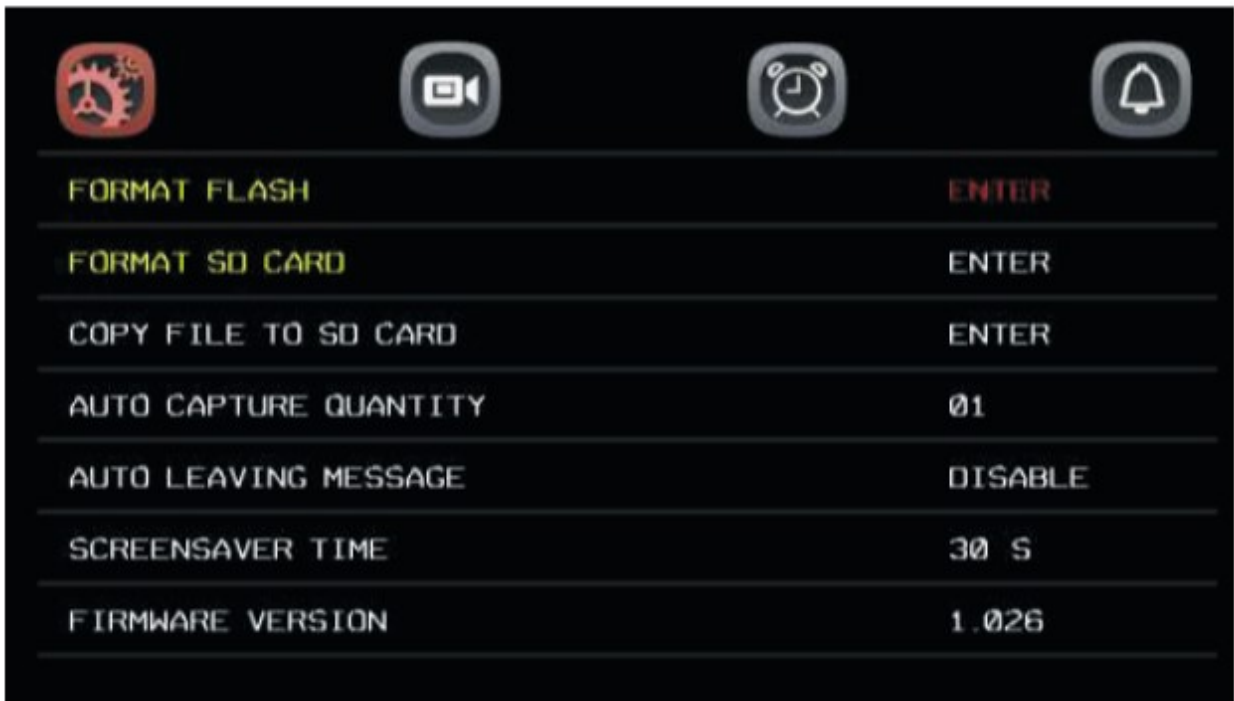 FORMAT FLASH ENTER
FORMAT SD CARD ENTER
COPY FILE TO SD CARD ENTER
AUTO CAPTURE QUANTITY 01
AUTO LEAVING MESSAGE DISABLE
SCREENSAVER TIME 30 S
FIRMWARE VERSION 1.026